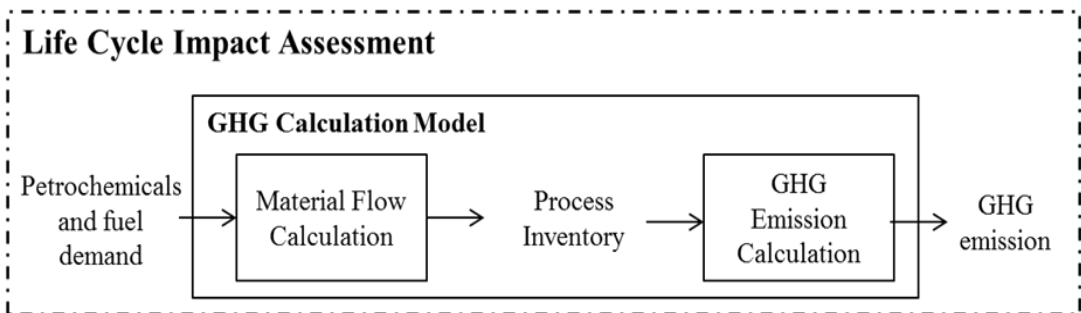 Life Cycle Impact Assessment
GHG Calculation Model
Petrochemicals
and fuel
demand
Material Flow
Calculation
Process
Inventory
GHG
Emission
Calculation
GHG
emission